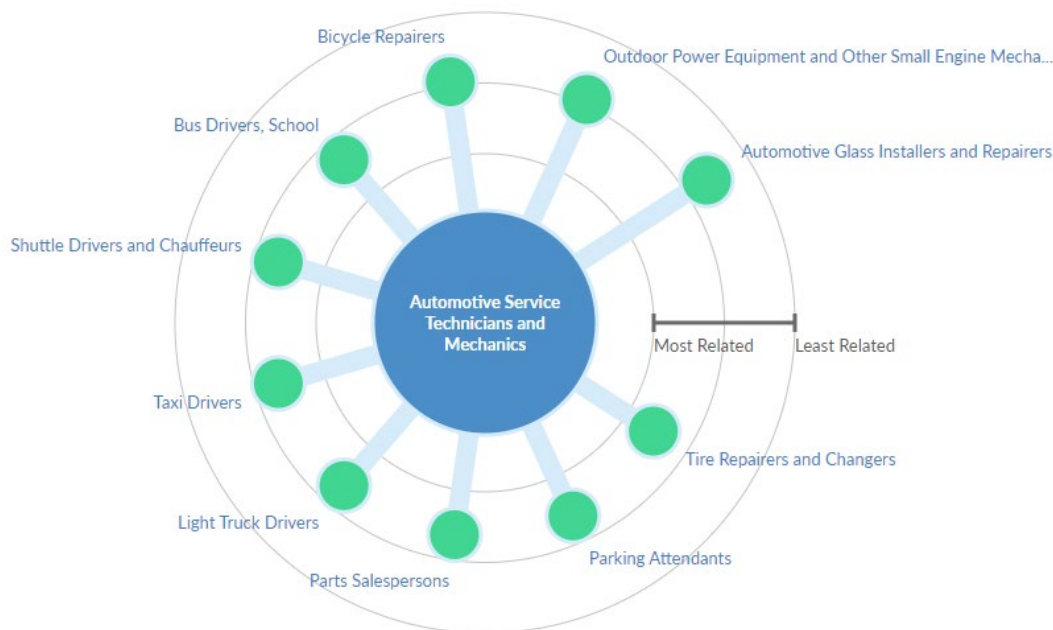 Bicycle Repairers
Outdoor Power Equipment and Other Small Engine Mecha...
Bus Drivers, School
Automotive Glass Installers and Repairers
Shuttle Drivers and Chauffeurs
Automotive Service
Technicians and
Mechanics
Most Related
Least Related
Taxi Drivers
Tire Repairers and Changers
Light Truck Drivers
Parking Attendants
Parts Salespersons